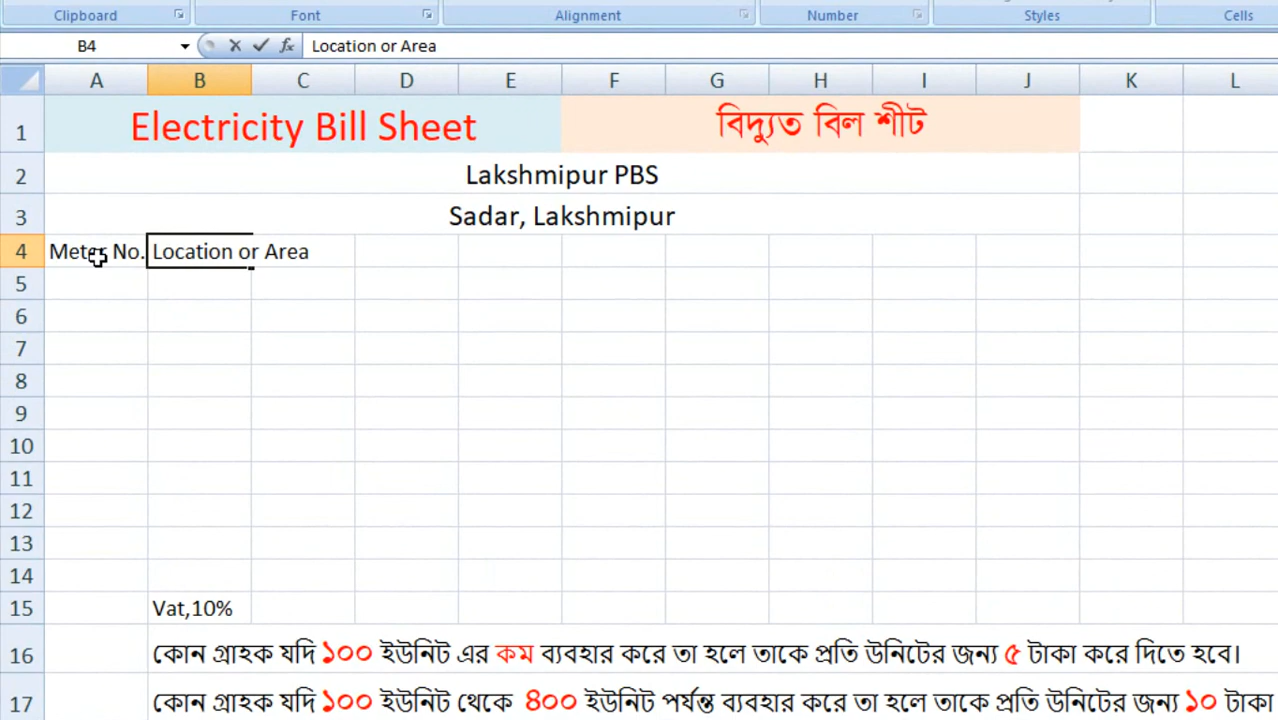 Clipboard Font Alignment Number Styles Cells
B4 fx Location or Area
A B C D E F G H I J K L
1 Electricity Bill Sheet বিদ্যুত বিল শীট
2 Lakshmipur PBS
3 Sadar, Lakshmipur
4 Meter No. Location or Area
5
6
7
8
9
10
11
12
13
14
15 Vat,10%
16 কোন গ্রাহক যদি ১০০ ইউনিট এর কম ব্যবহার করে তা হলে তাকে প্রতি উনিটের জন্য ৫ টাকা করে দিতে হবে।
17 কোন গ্রাহক যদি ১০০ ইউনিট থেকে ৪০০ ইউনিট পর্যন্ত ব্যবহার করে তা হলে তাকে প্রতি উনিটের জন্য ১০ টাকা